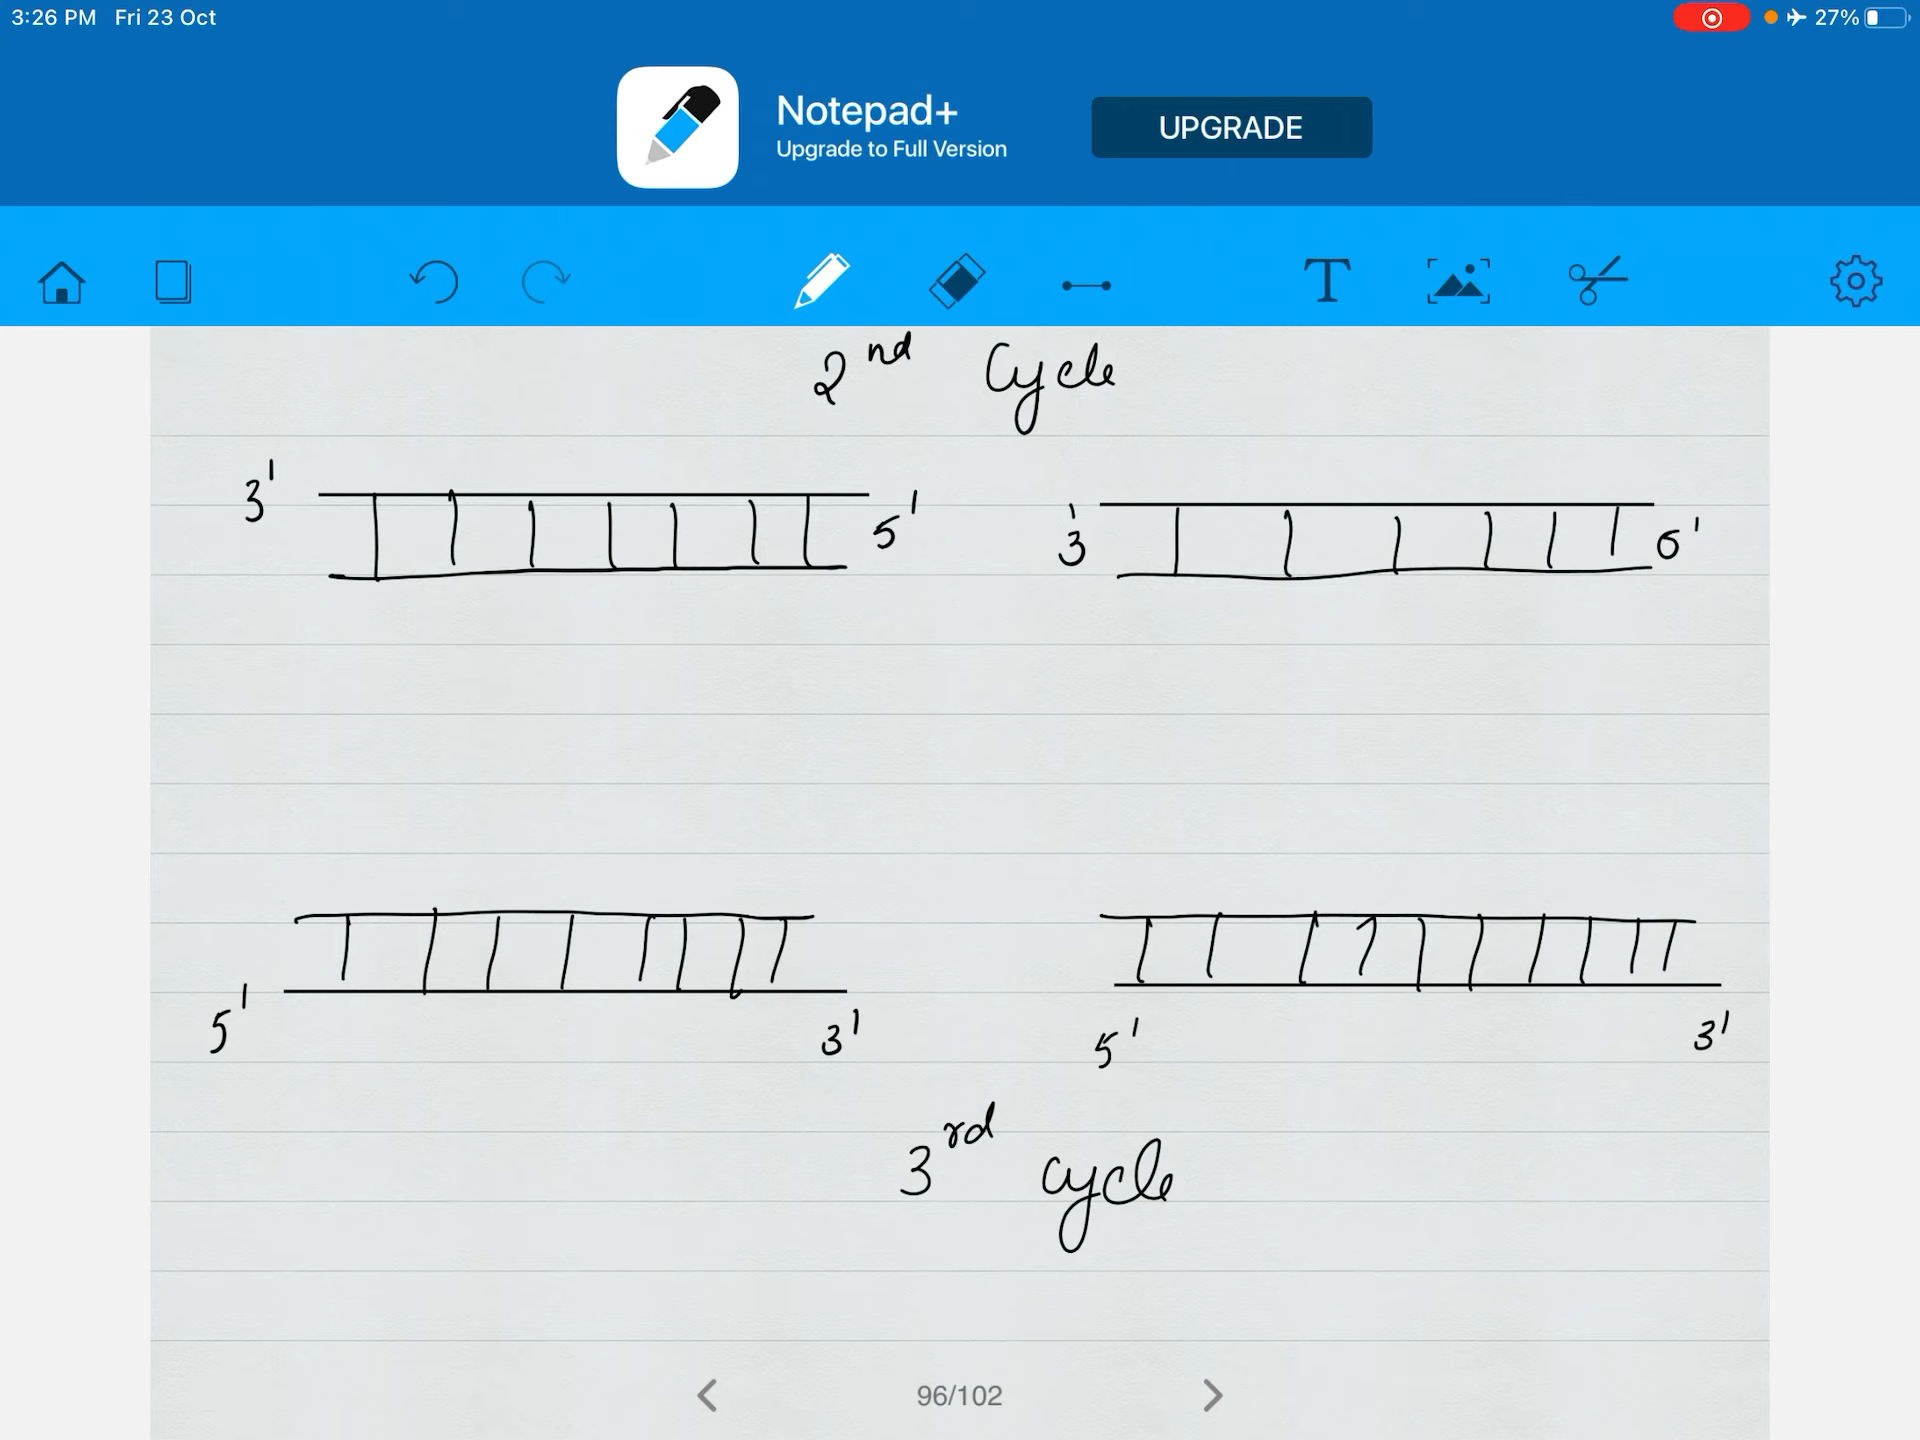 3:26 PM Fri 23 Oct 27%
Notepad+
Upgrade to Full Version
UPGRADE
T
2nd Cycle
3' 5' 3' 5'
5' 3' 5' 3'
3rd cycle
96/102